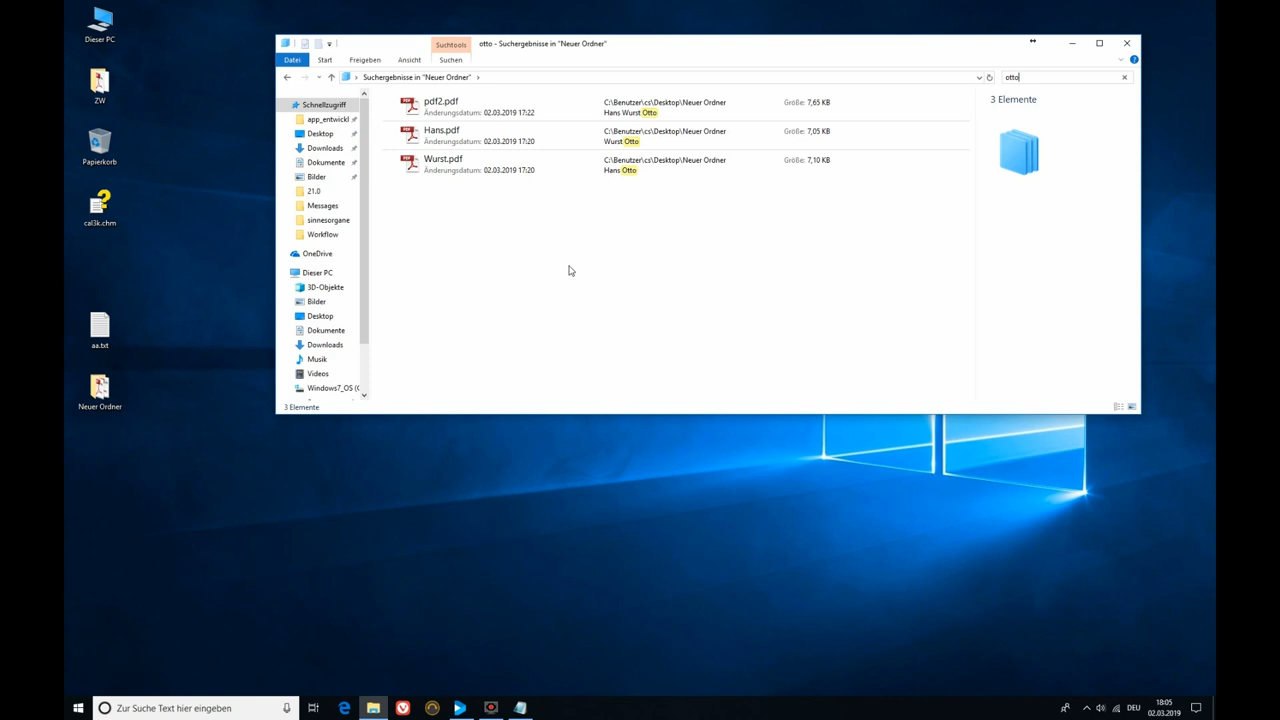 Dieser PC
ZW
Papierkorb
cal3k.chm
aa.txt
Neuer Ordner
Suchtools
otto - Suchergebnisse in "Neuer Ordner"
Datei
Start
Freigeben
Ansicht
Suchen
Suchergebnisse in "Neuer Ordner"
otto
Schnellzugriff
app_entwickl
Desktop
Downloads
Dokumente
Bilder
21.0
Messages
sinnesorgane
Workflow
OneDrive
Dieser PC
3D-Objekte
Bilder
Desktop
Dokumente
Downloads
Musik
Videos
Windows7_OS (C
pdf2.pdf
Änderungsdatum: 02.03.2019 17:22
C:\Benutzer\cs\Desktop\Neuer Ordner
Hans Wurst Otto
Größe: 7,65 KB
Hans.pdf
Änderungsdatum: 02.03.2019 17:20
C:\Benutzer\cs\Desktop\Neuer Ordner
Wurst Otto
Größe: 7,05 KB
Wurst.pdf
Änderungsdatum: 02.03.2019 17:20
C:\Benutzer\cs\Desktop\Neuer Ordner
Hans Otto
Größe: 7,10 KB
3 Elemente
3 Elemente
Zur Suche Text hier eingeben
DEU
18:05
02.03.2019